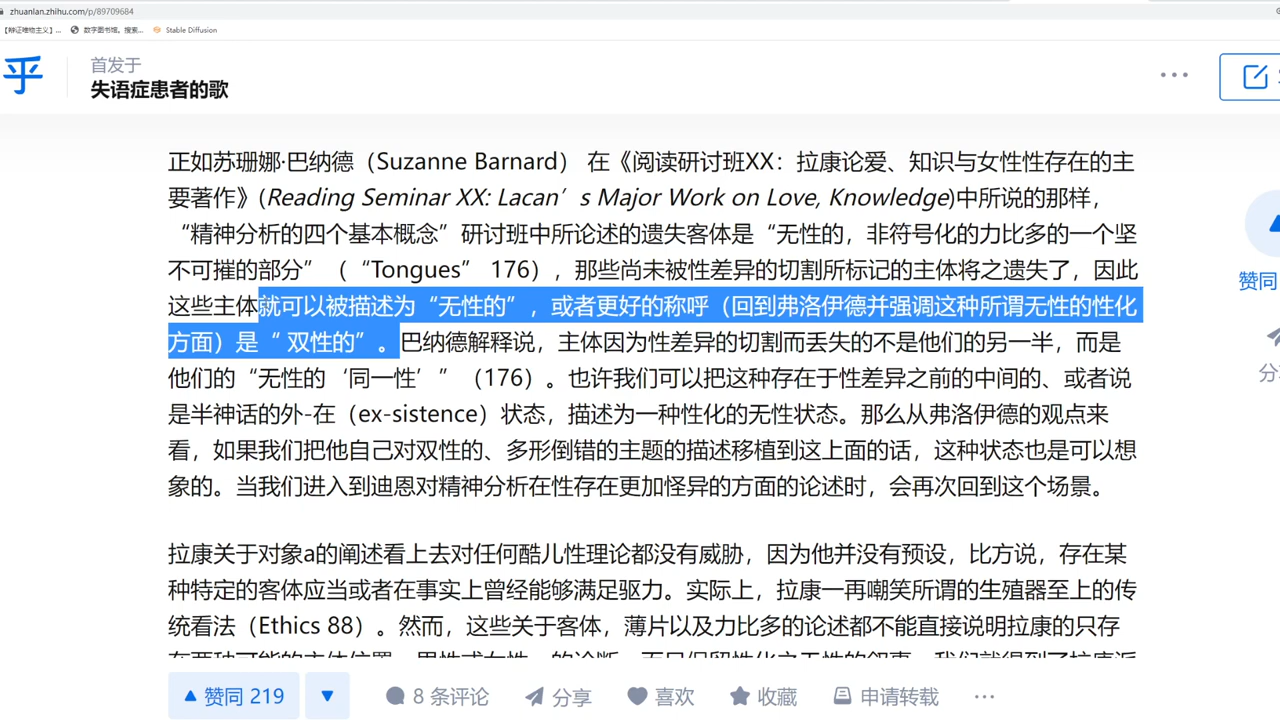 zhuanlan.zhihu.com/p/89709684
【辩证唯物主义】... 数字图书馆。搜索... Stable Diffusion
乎
首发于
失语症患者的歌
正如苏珊娜·巴纳德（Suzanne Barnard） 在《阅读研讨班XX：拉康论爱、知识与女性性存在的主
要著作》(Reading Seminar XX: Lacan’s Major Work on Love, Knowledge)中所说的那样，
“精神分析的四个基本概念”研讨班中所论述的遗失客体是“无性的，非符号化的力比多的一个坚
不可摧的部分”（“Tongues” 176），那些尚未被性差异的切割所标记的主体将之遗失了，因此
这些主体就可以被描述为“无性的”，或者更好的称呼（回到弗洛伊德并强调这种所谓无性的性化
方面）是“ 双性的”。巴纳德解释说，主体因为性差异的切割而丢失的不是他们的另一半，而是
他们的“无性的‘同一性’”（176）。也许我们可以把这种存在于性差异之前的中间的、或者说
是半神话的外-在（ex-sistence）状态，描述为一种性化的无性状态。那么从弗洛伊德的观点来
看，如果我们把他自己对双性的、多形倒错的主题的描述移植到这上面的话，这种状态也是可以想
象的。当我们进入到迪恩对精神分析在性存在更加怪异的方面的论述时，会再次回到这个场景。
拉康关于对象a的阐述看上去对任何酷儿性理论都没有威胁，因为他并没有预设，比方说，存在某
种特定的客体应当或者在事实上曾经能够满足驱力。实际上，拉康一再嘲笑所谓的生殖器至上的传
统看法（Ethics 88）。然而，这些关于客体，薄片以及力比多的论述都不能直接说明拉康的只存
赞同
分
赞同 219 8 条评论 分享 喜欢 收藏 申请转载